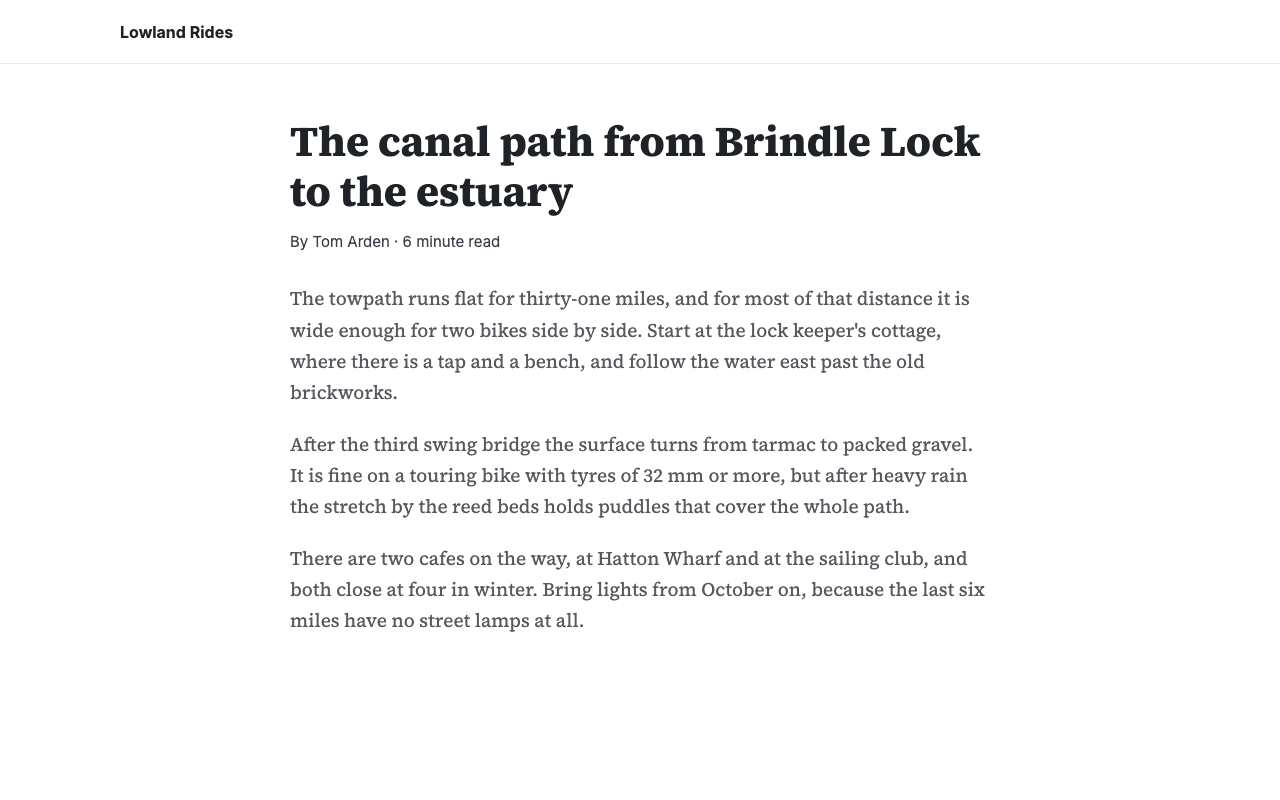 Lowland Rides
The canal path from Brindle Lock
to the estuary
By Tom Arden · 6 minute read
The towpath runs flat for thirty-one miles, and for most of that distance it is
wide enough for two bikes side by side. Start at the lock keeper's cottage,
where there is a tap and a bench, and follow the water east past the old
brickworks.
After the third swing bridge the surface turns from tarmac to packed gravel.
It is fine on a touring bike with tyres of 32 mm or more, but after heavy rain
the stretch by the reed beds holds puddles that cover the whole path.
There are two cafes on the way, at Hatton Wharf and at the sailing club, and
both close at four in winter. Bring lights from October on, because the last six
miles have no street lamps at all.